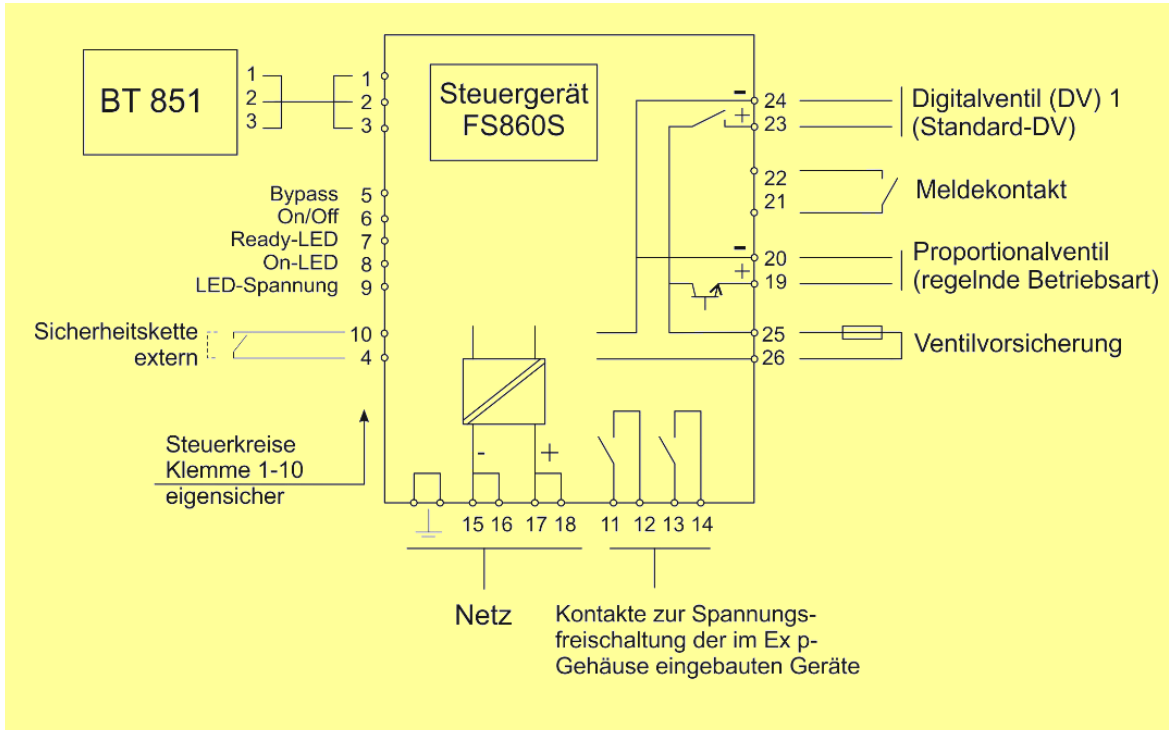 BT 851
1
2
3
1
2
3
Steuergerät
FS860S
Bypass 5
On/Off 6
Ready-LED 7
On-LED 8
LED-Spannung 9
Sicherheitskette
extern
10
4
Steuerkreise
Klemme 1-10
eigensicher
- 24
+ 23
Digitalventil (DV) 1
(Standard-DV)
22
21
Meldekontakt
- 20
+ 19
Proportionalventil
(regelnde Betriebsart)
25
26
Ventilvorsicherung
- +
15 16 17 18 11 12 13 14
Netz
Kontakte zur Spannungs-
freischaltung der im Ex p-
Gehäuse eingebauten Geräte